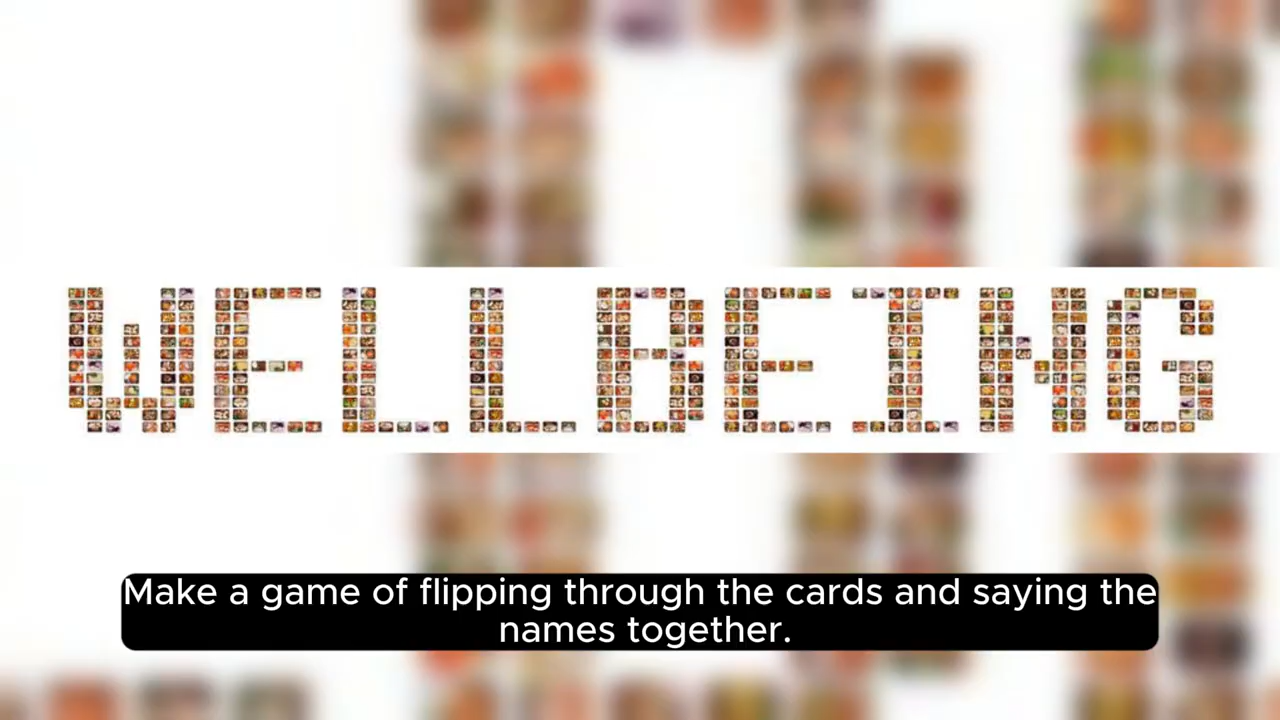 WELLBEING
Make a game of flipping through the cards and saying the
names together.